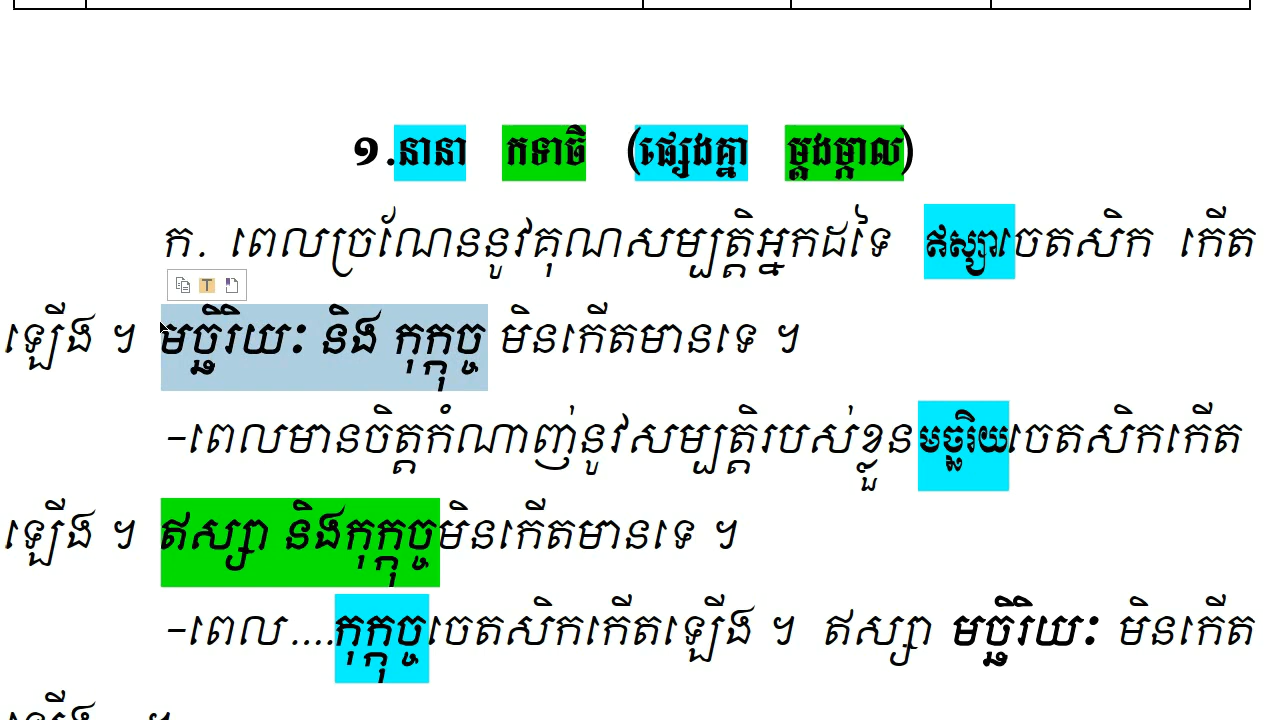 ១.នានា កទាចិ (ផ្សេងគ្នា ម្តងម្កាល)
ក. ពេលច្រណែននូវគុណសម្បត្តិអ្នកដទៃ ឥស្សាចេតសិក កើត
ឡើង ។ មច្ឆិរិយៈ និង កុក្កុច្ច មិនកើតមានទេ ។
-ពេលមានចិត្តកំណាញ់នូវសម្បត្តិរបស់ខ្លួនមច្ឆរិយចេតសិកកើត
ឡើង ។ ឥស្សា និងកុក្កុច្ចមិនកើតមានទេ ។
-ពេល....កុក្កុច្ចចេតសិកកើតឡើង ។ ឥស្សា មច្ឆិរិយៈ មិនកើត
ឡើង ។